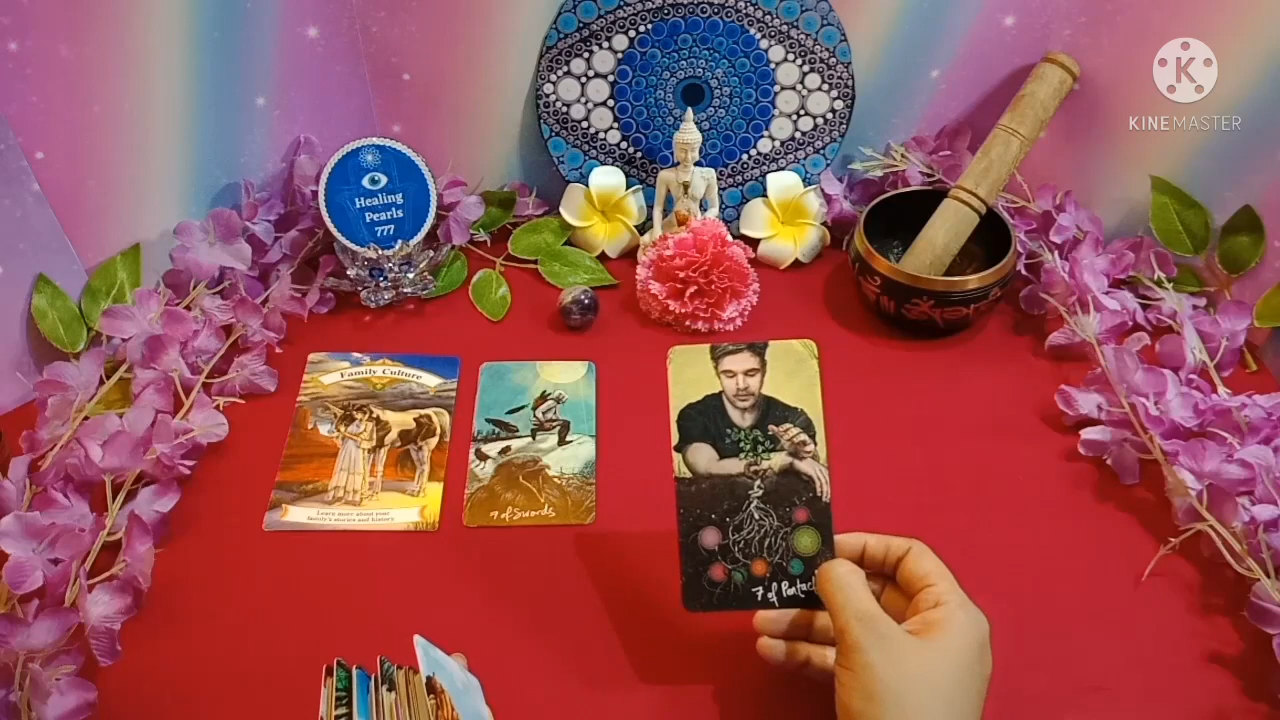 KINEMASTER
Healing
Pearls
777
Family Culture
Learn more about your
family's stories and history.
7 of Swords
7 of Pentacl